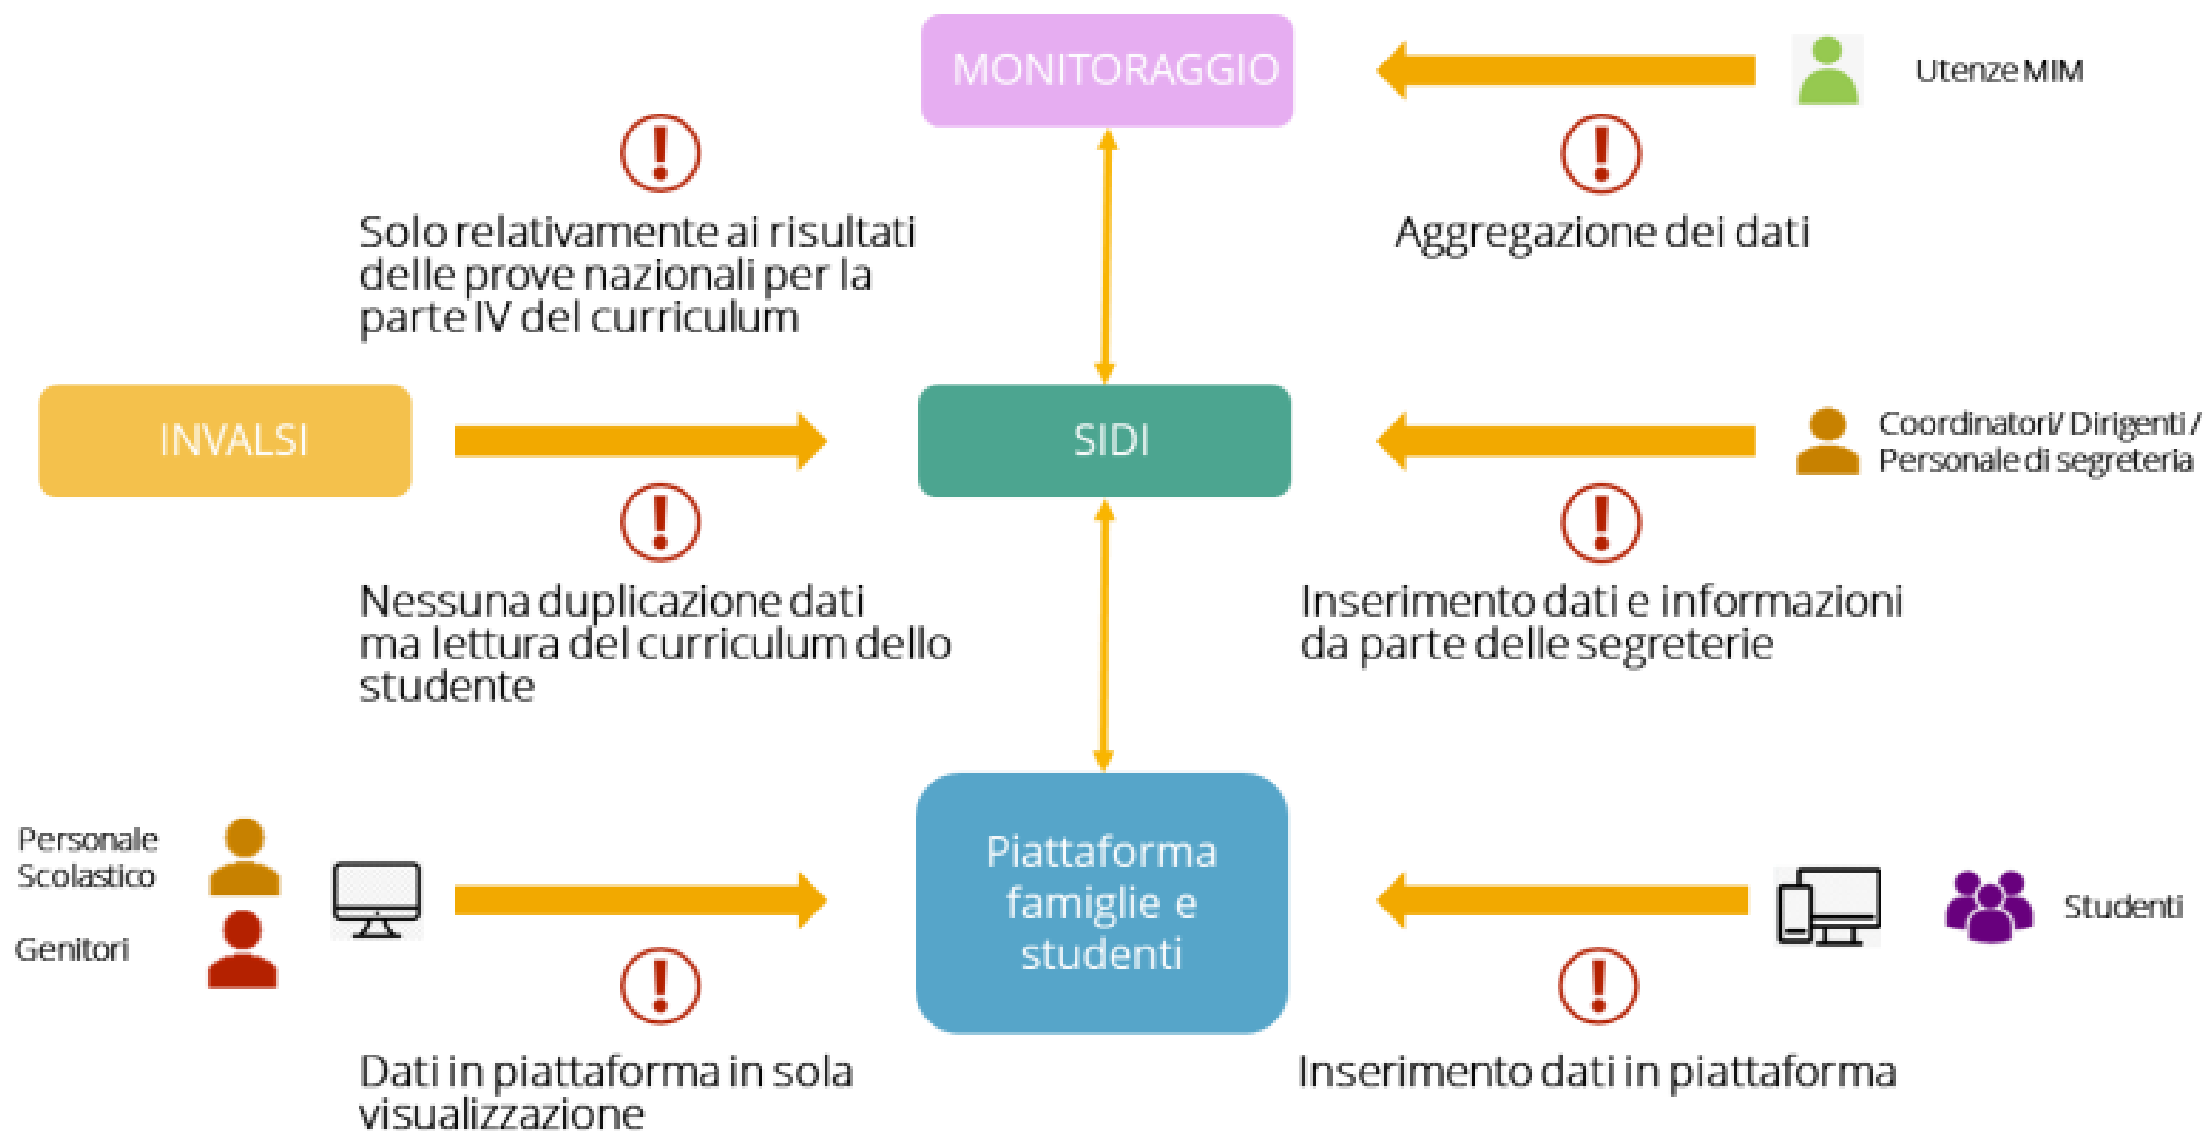 MONITORAGGIO
Utenze MIM
Solo relativamente ai risultati
delle prove nazionali per la
parte IV del curriculum
Aggregazione dei dati
INVALSI
SIDI
Coordinatori/ Dirigenti /
Personale di segreteria
Nessuna duplicazione dati
ma lettura del curriculum dello
studente
Inserimento dati e informazioni
da parte delle segreterie
Personale
Scolastico
Genitori
Piattaforma
famiglie e
studenti
Studenti
Dati in piattaforma in sola
visualizzazione
Inserimento dati in piattaforma